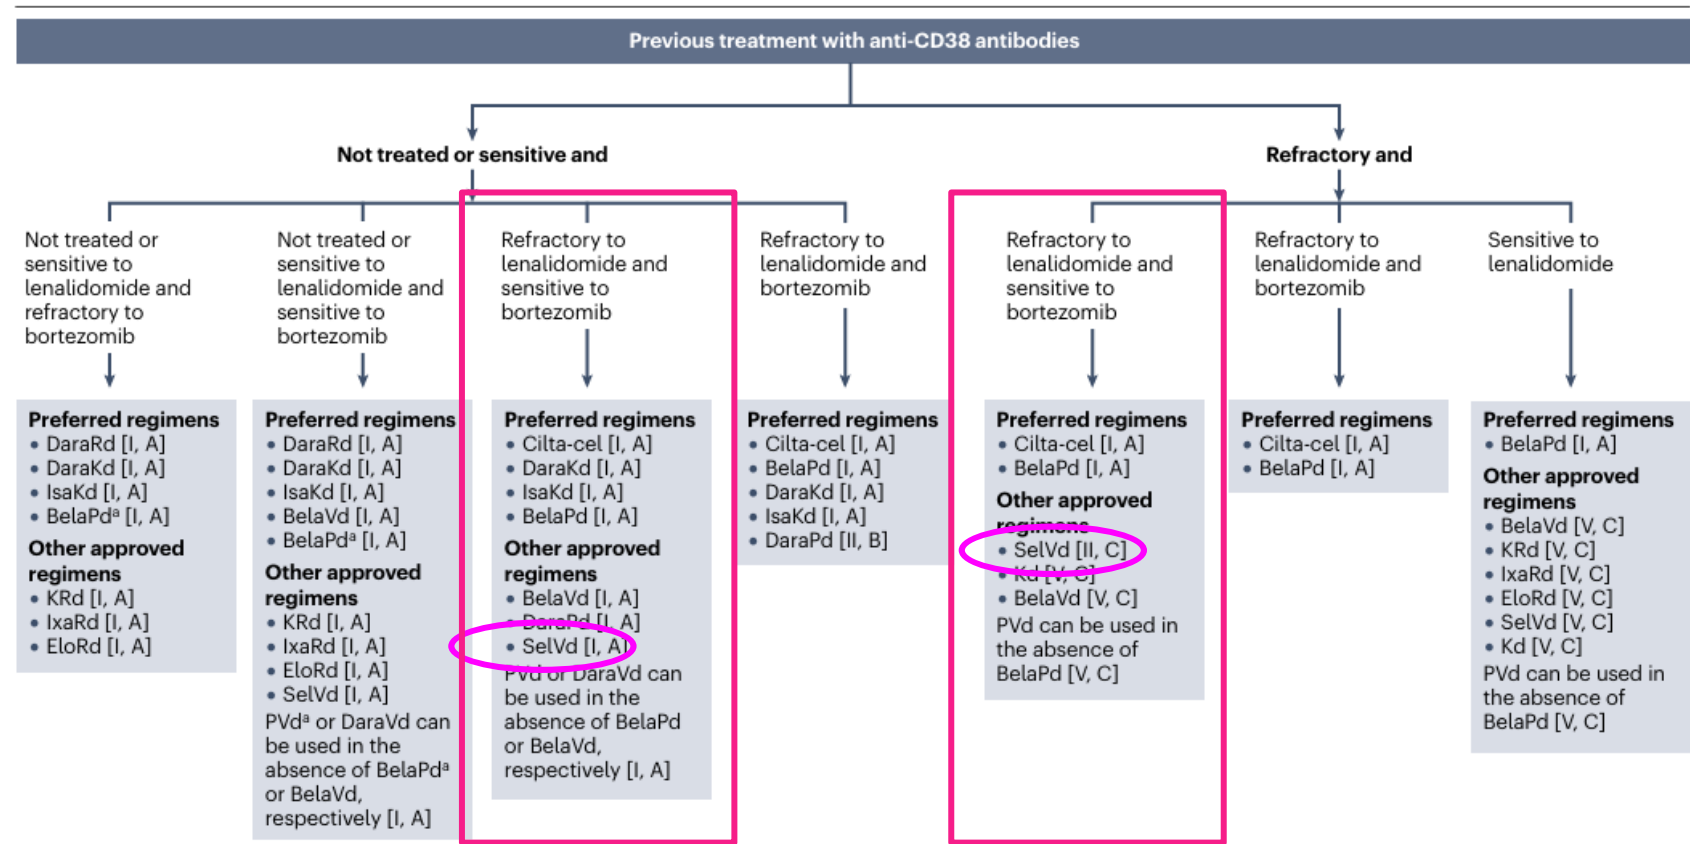 Previous treatment with anti-CD38 antibodies
Not treated or sensitive and
Refractory and
Not treated or
sensitive to
lenalidomide and
refractory to
bortezomib
Not treated or
sensitive to
lenalidomide and
sensitive to
bortezomib
Refractory to
lenalidomide and
sensitive to
bortezomib
Refractory to
lenalidomide and
bortezomib
Refractory to
lenalidomide and
sensitive to
bortezomib
Refractory to
lenalidomide and
bortezomib
Sensitive to
lenalidomide
Preferred regimens
• DaraRd [I, A]
• DaraKd [I, A]
• IsaKd [I, A]
• BelaPdᵃ [I, A]
Other approved
regimens
• KRd [I, A]
• IxaRd [I, A]
• EloRd [I, A]
Preferred regimens
• DaraRd [I, A]
• DaraKd [I, A]
• IsaKd [I, A]
• BelaVd [I, A]
• BelaPdᵃ [I, A]
Other approved
regimens
• KRd [I, A]
• IxaRd [I, A]
• EloRd [I, A]
• SelVd [I, A]
PVdᵃ or DaraVd can
be used in the
absence of BelaPdᵃ
or BelaVd,
respectively [I, A]
Preferred regimens
• Cilta-cel [I, A]
• DaraKd [I, A]
• IsaKd [I, A]
• BelaPd [I, A]
Other approved
regimens
• BelaVd [I, A]
• DaraPd [I, A]
• SelVd [I, A]
PVd or DaraVd can
be used in the
absence of BelaPd
or BelaVd,
respectively [I, A]
Preferred regimens
• Cilta-cel [I, A]
• BelaPd [I, A]
• DaraKd [I, A]
• IsaKd [I, A]
• DaraPd [II, B]
Preferred regimens
• Cilta-cel [I, A]
• BelaPd [I, A]
Other approved
regimens
• SelVd [II, C]
• Kd [V, C]
• BelaVd [V, C]
PVd can be used in
the absence of
BelaPd [V, C]
Preferred regimens
• Cilta-cel [I, A]
• BelaPd [I, A]
Preferred regimens
• BelaPd [I, A]
Other approved
regimens
• BelaVd [V, C]
• KRd [V, C]
• IxaRd [V, C]
• EloRd [V, C]
• SelVd [V, C]
• Kd [V, C]
PVd can be used in
the absence of
BelaPd [V, C]